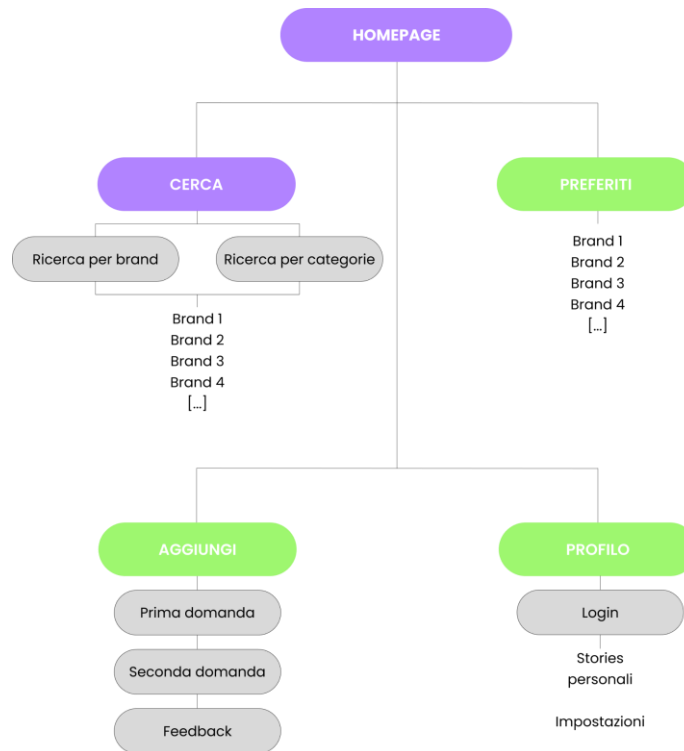 HOMEPAGE
CERCA
PREFERITI
Ricerca per brand
Ricerca per categorie
Brand 1
Brand 2
Brand 3
Brand 4
[...]
Brand 1
Brand 2
Brand 3
Brand 4
[...]
AGGIUNGI
PROFILO
Prima domanda
Seconda domanda
Feedback
Login
Stories
personali
Impostazioni